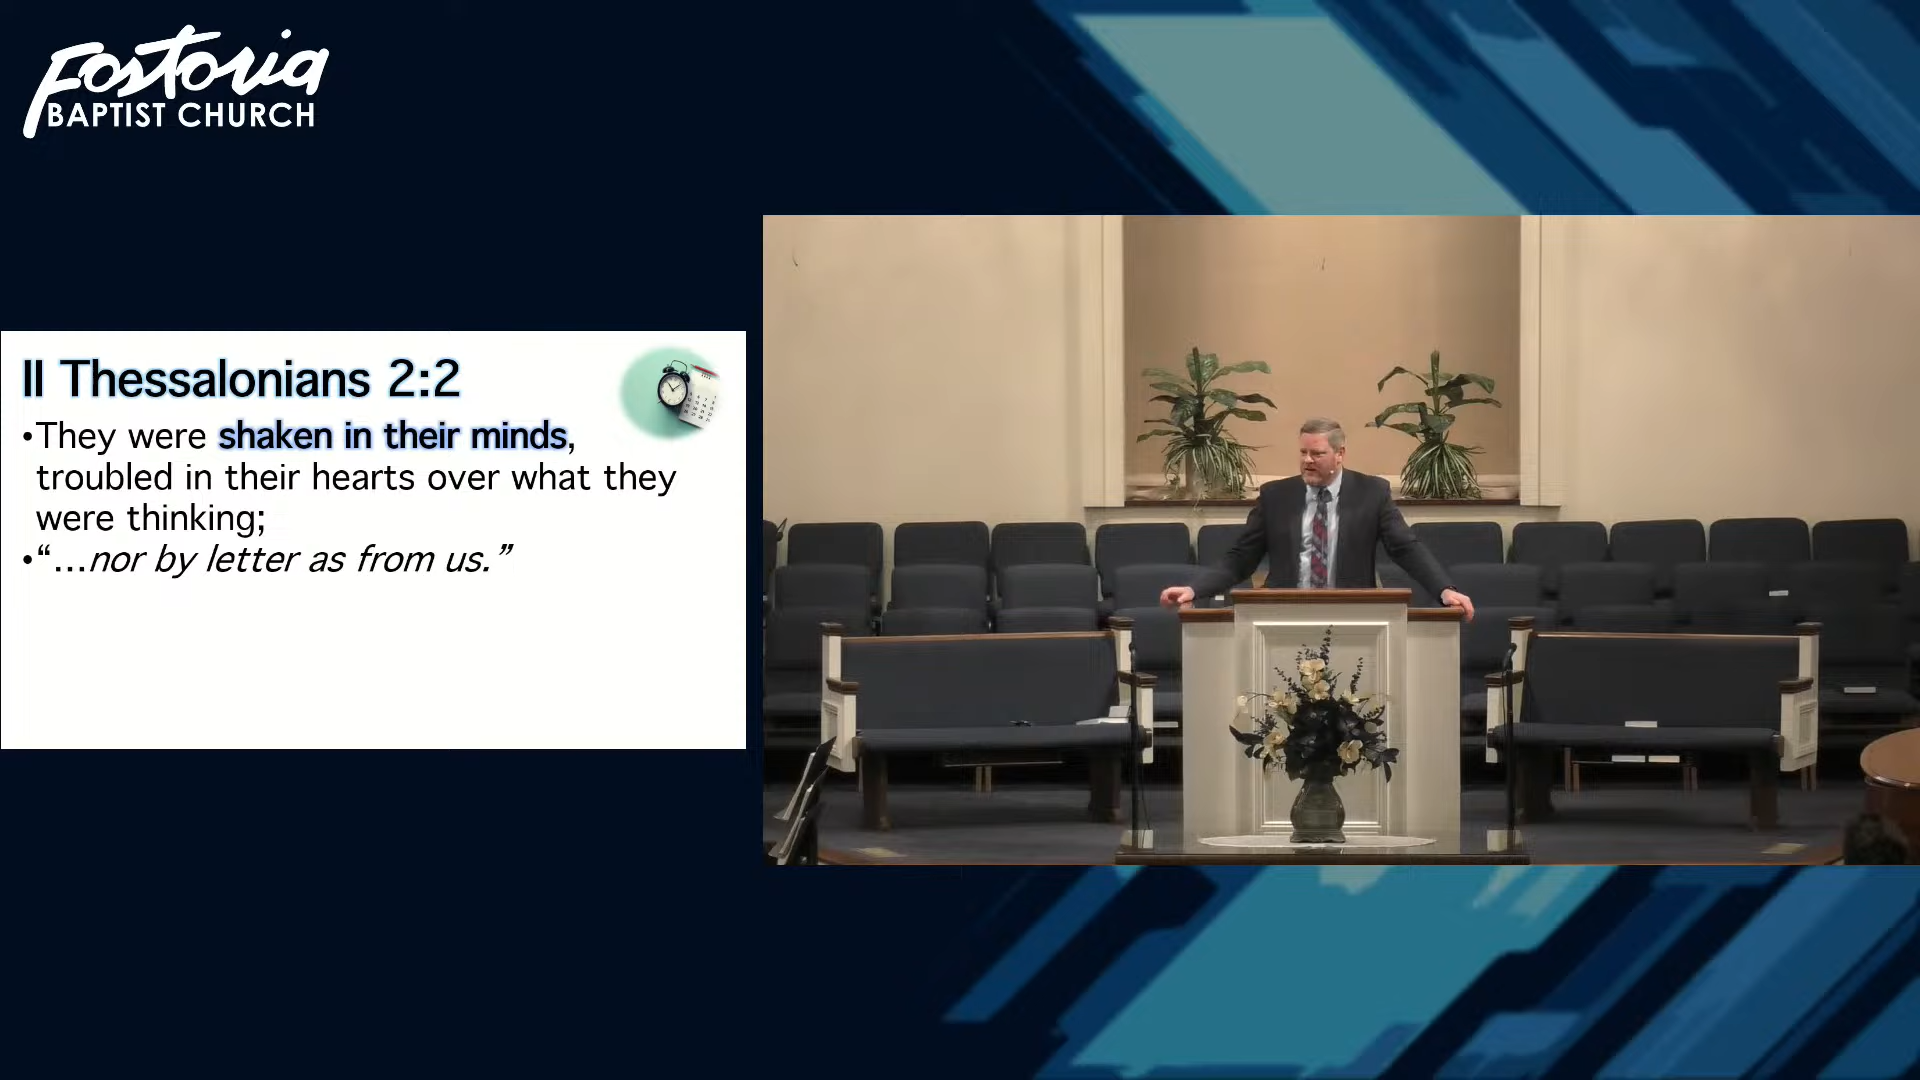 Fostoria
BAPTIST CHURCH
II Thessalonians 2:2
•They were shaken in their minds,
troubled in their hearts over what they
were thinking;
•“…nor by letter as from us.”